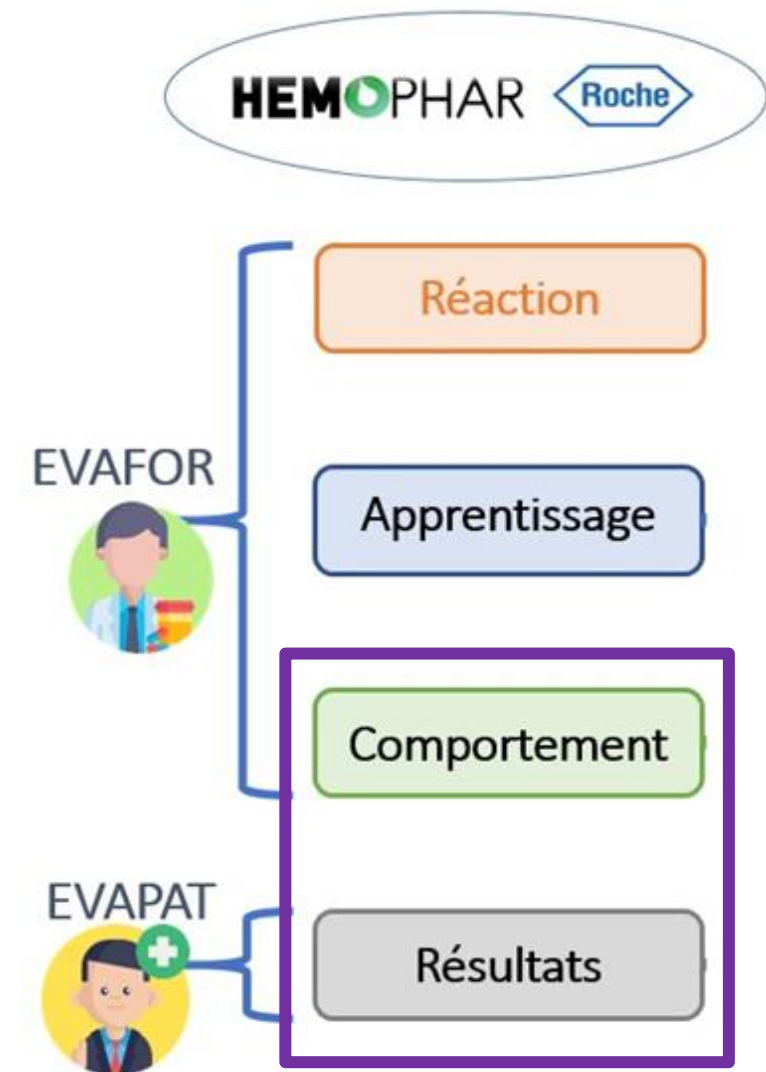 HEMOPHAR Roche
Réaction
EVAFOR
Apprentissage
Comportement
EVAPAT
Résultats